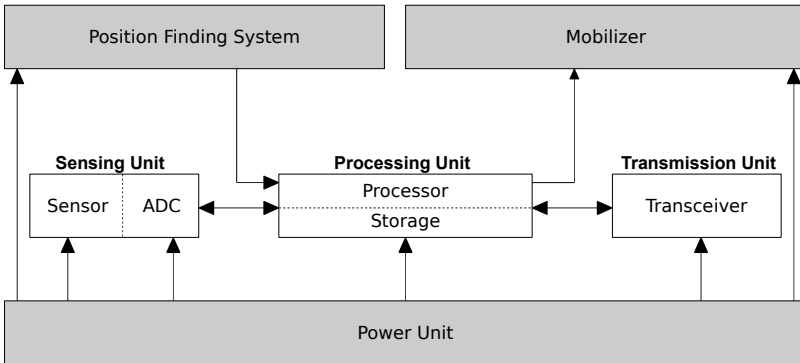 Position Finding System
Mobilizer
Sensing Unit
Processing Unit
Transmission Unit
Sensor
ADC
Processor
Storage
Transceiver
Power Unit